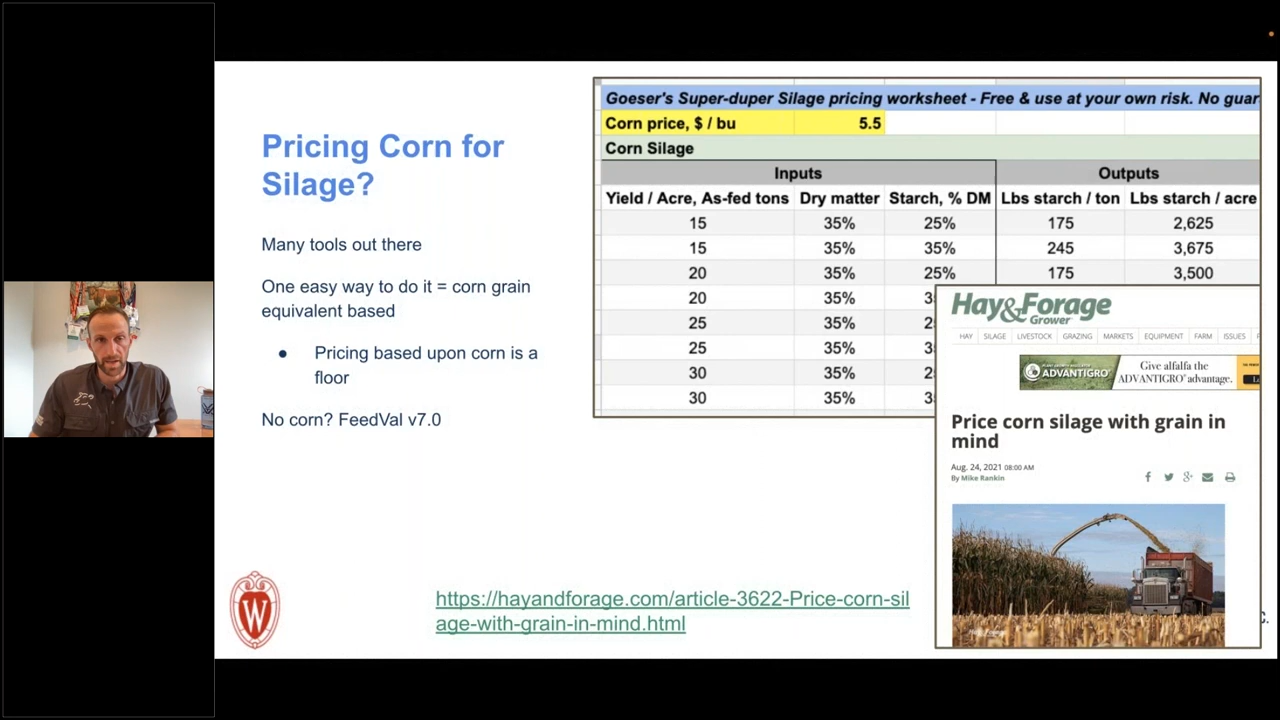 Pricing Corn for
Silage?
Many tools out there
One easy way to do it = corn grain
equivalent based
● Pricing based upon corn is a
floor
No corn? FeedVal v7.0
Goeser's Super-duper Silage pricing worksheet - Free & use at your own risk. No guar
Corn price, $ / bu 5.5
Corn Silage
Inputs Outputs
Yield / Acre, As-fed tons Dry matter Starch, % DM Lbs starch / ton Lbs starch / acre
15 35% 25% 175 2,625
15 35% 35% 245 3,675
20 35% 25% 175 3,500
20 35% 3
25 35% 2
25 35% 3
30 35% 2
30 35% 3
Hay&Forage
Grower
HAY SILAGE LIVESTOCK GRAZING MARKETS EQUIPMENT FARM ISSUES
ADVANTIGRO Give alfalfa the
ADVANTIGRO advantage.
Price corn silage with grain in
mind
Aug. 24, 2021 08:00 AM
By Mike Rankin
https://hayandforage.com/article-3622-Price-corn-sil
age-with-grain-in-mind.html
W
C.